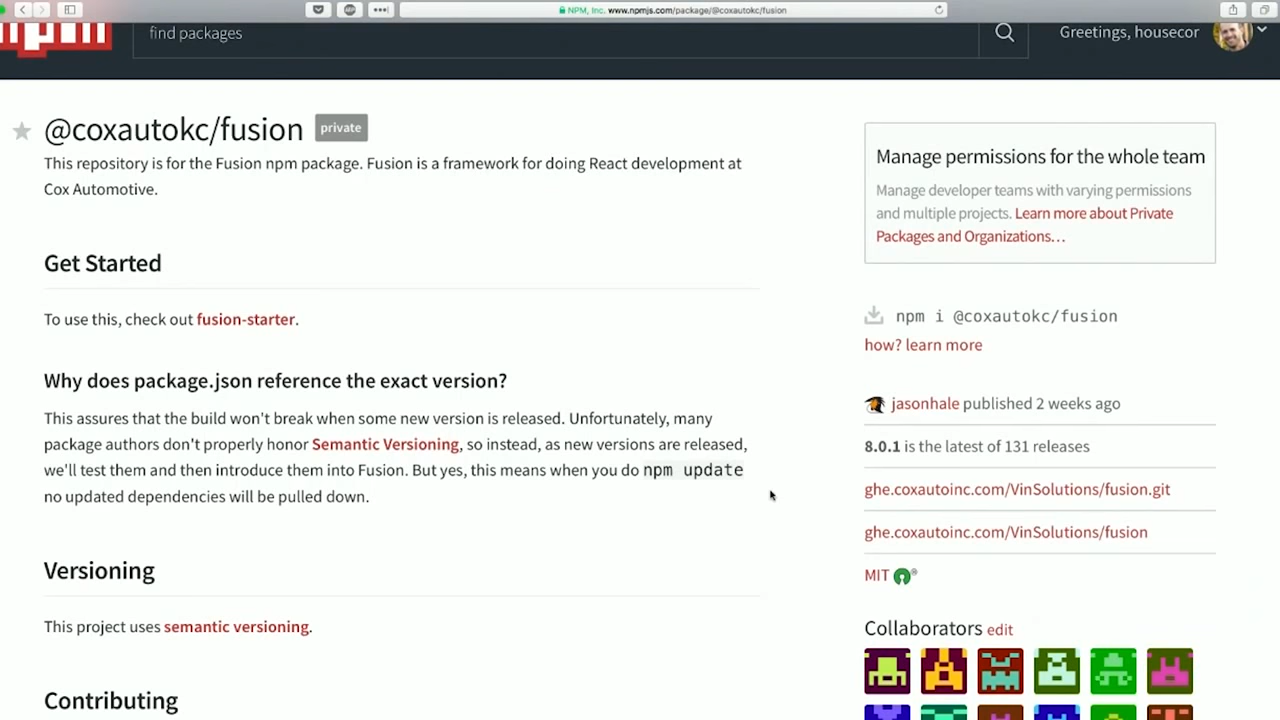 NPM, Inc. www.npmjs.com/package/@coxautokc/fusion
npm
find packages
Greetings, housecor
@coxautokc/fusion private
This repository is for the Fusion npm package. Fusion is a framework for doing React development at
Cox Automotive.
Get Started
To use this, check out fusion-starter.
Why does package.json reference the exact version?
This assures that the build won't break when some new version is released. Unfortunately, many
package authors don't properly honor Semantic Versioning, so instead, as new versions are released,
we'll test them and then introduce them into Fusion. But yes, this means when you do npm update
no updated dependencies will be pulled down.
Versioning
This project uses semantic versioning.
Contributing
Manage permissions for the whole team
Manage developer teams with varying permissions
and multiple projects. Learn more about Private
Packages and Organizations…
npm i @coxautokc/fusion
how? learn more
jasonhale published 2 weeks ago
8.0.1 is the latest of 131 releases
ghe.coxautoinc.com/VinSolutions/fusion.git
ghe.coxautoinc.com/VinSolutions/fusion
MIT
Collaborators edit